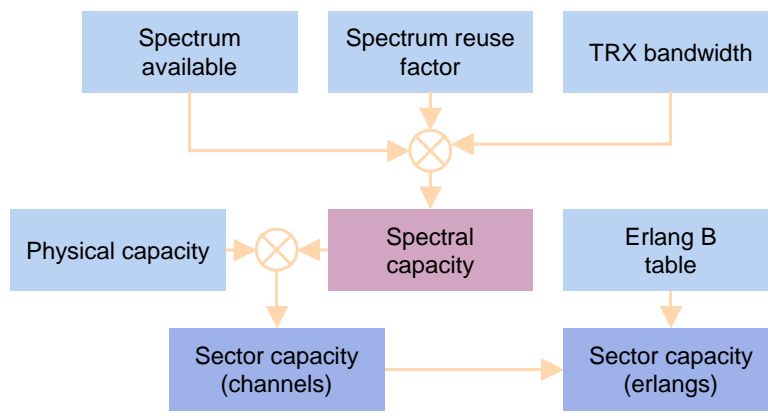 Spectrum
available
Spectrum reuse
factor
TRX bandwidth
Physical capacity
Spectral
capacity
Erlang B
table
Sector capacity
(channels)
Sector capacity
(erlangs)